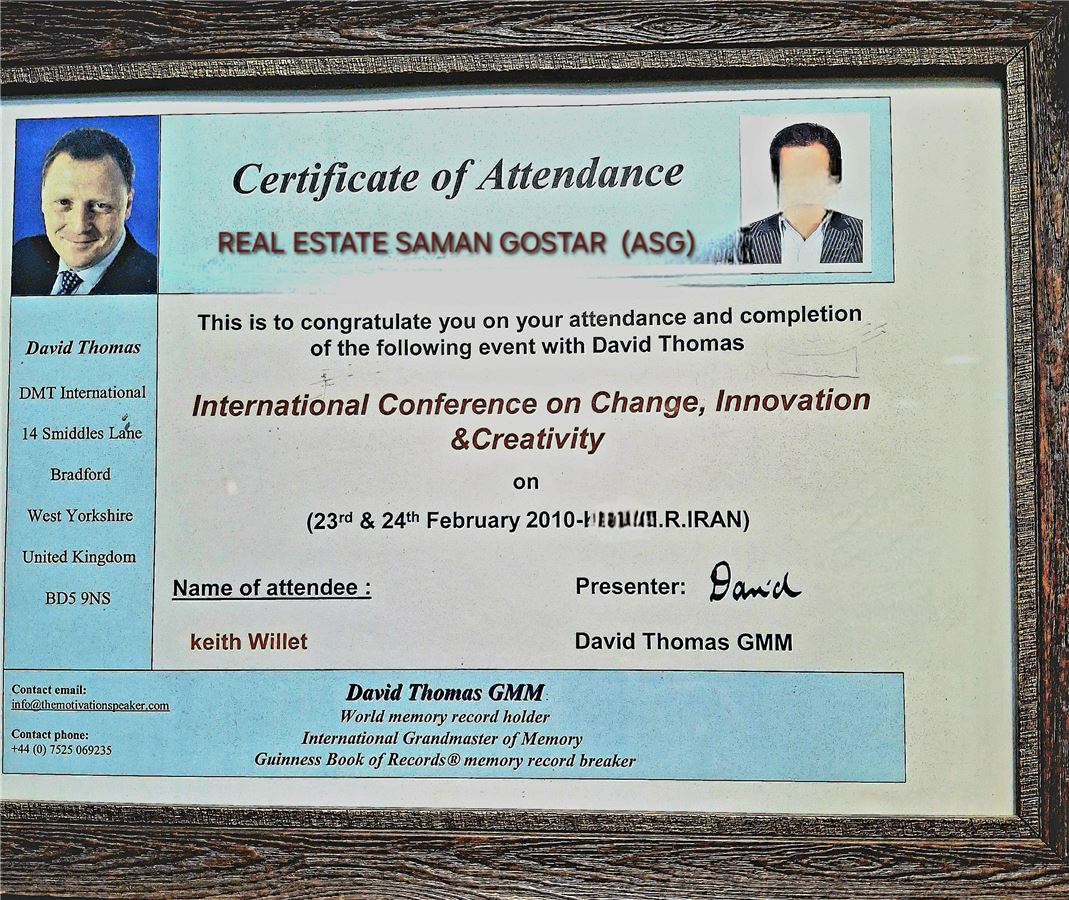 Certificate of Attendance
REAL ESTATE SAMAN GOSTAR (ASG)
This is to congratulate you on your attendance and completion
of the following event with David Thomas
International Conference on Change, Innovation
&Creativity
on
(23rd & 24th February 2010- .R.IRAN)
Name of attendee :
keith Willet
Presenter: David
David Thomas GMM
David Thomas
DMT International
14 Smiddles Lane
Bradford
West Yorkshire
United Kingdom
BD5 9NS
Contact email:
info@themotivationspeaker.com
Contact phone:
+44 (0) 7525 069235
David Thomas GMM
World memory record holder
International Grandmaster of Memory
Guinness Book of Records® memory record breaker